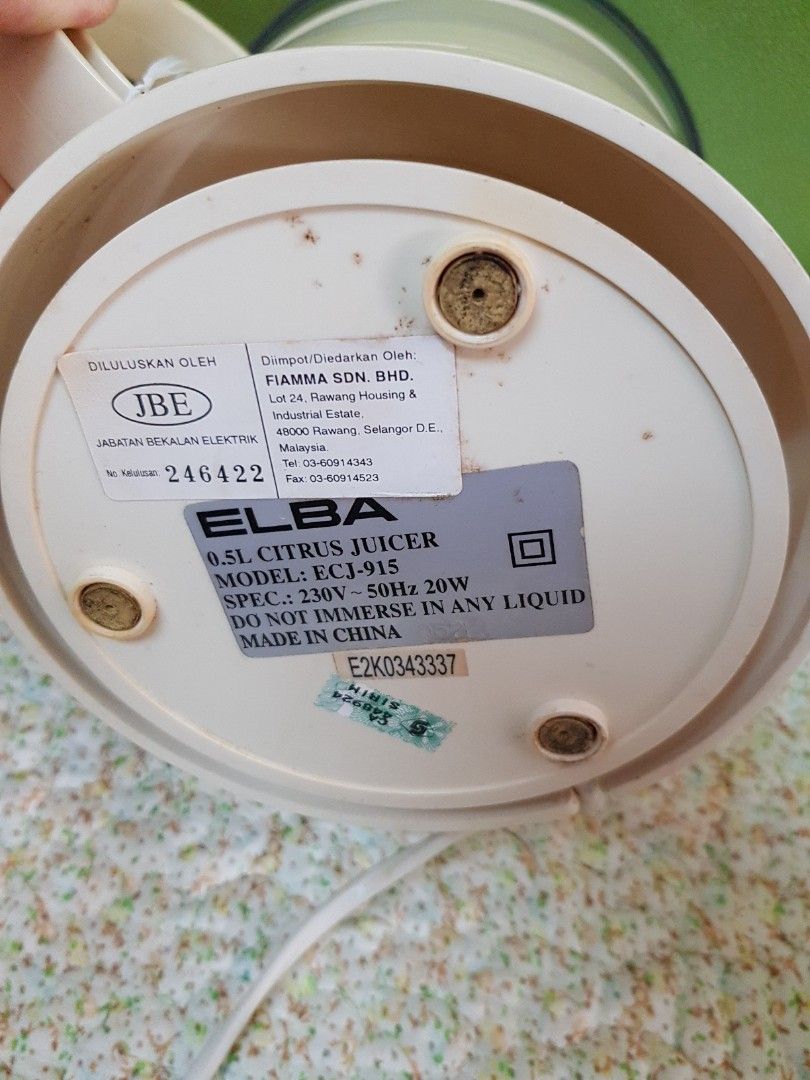 DILULUSKAN OLEH
JBE
JABATAN BEKALAN ELEKTRIK
No. Kelulusan: 246422
Diimpot/Diedarkan Oleh:
FIAMMA SDN. BHD.
Lot 24, Rawang Housing &
Industrial Estate,
48000 Rawang, Selangor D.E.,
Malaysia.
Tel: 03-60914343
Fax: 03-60914523
ELBA
0.5L CITRUS JUICER
MODEL: ECJ-915
SPEC.: 230V ~ 50Hz 20W
DO NOT IMMERSE IN ANY LIQUID
MADE IN CHINA
E2K0343337
SIRIM